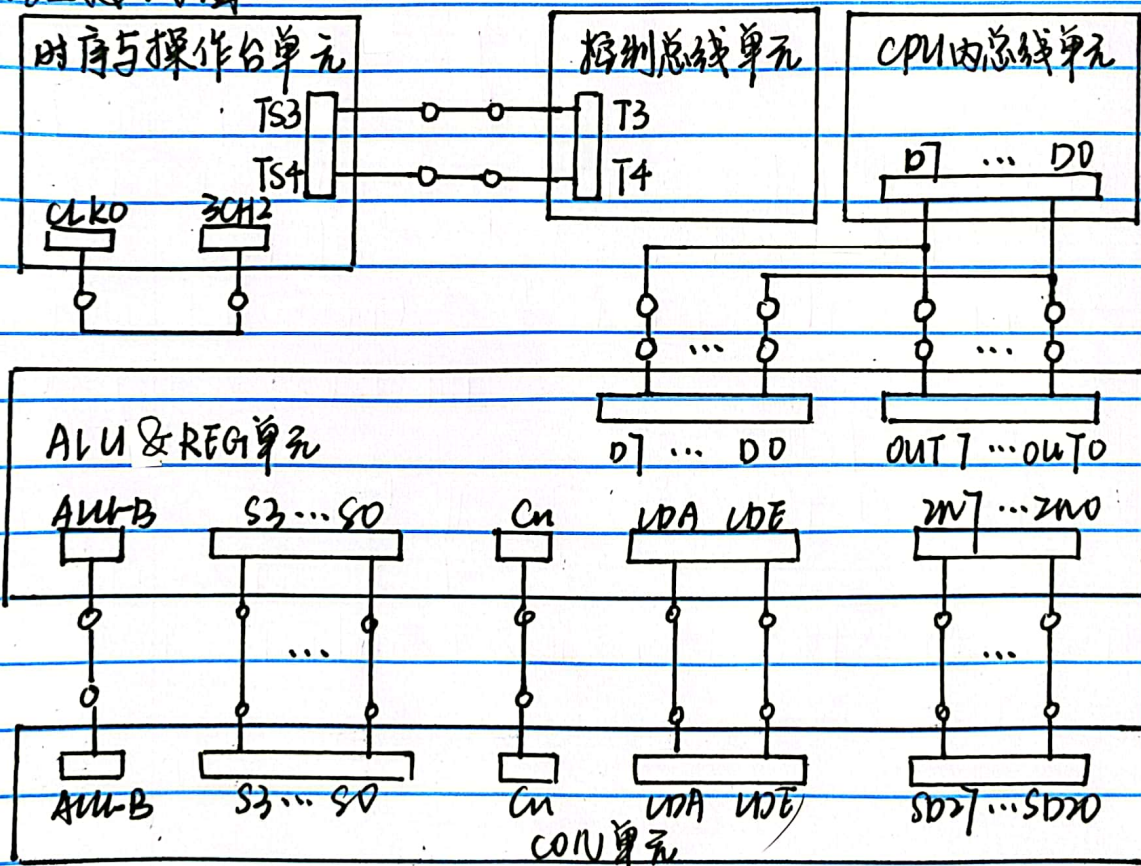 时序与操作台单元 控制总线单元 CPU内总线单元
TS3 T3
D7 ... D0
TS4 T4
CLK0 3CH2
ALU & REG单元
D7 ... D0 OUT7 ... OUT0
ALU-B S3 ... S0 Cn LDA LDE IN7 ... IN0
...
...
ALU-B S3 ... S0 Cn LDA LDE SD27 ... SD20
CON单元